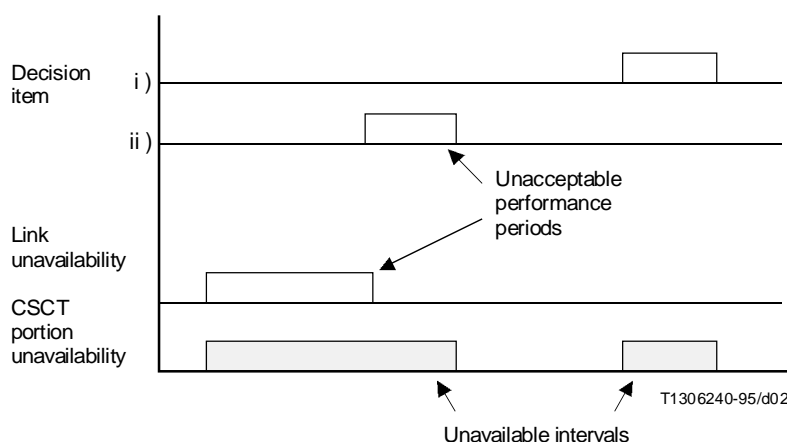 Decision
item
i )
ii )
Unacceptable
performance
periods
Link
unavailability
CSCT
portion
unavailability
T1306240-95/d02
Unavailable intervals